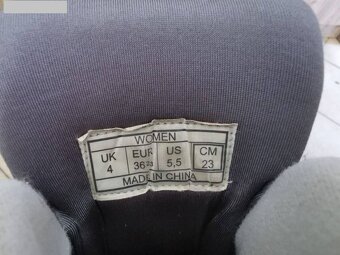 WOMEN
UK EUR US CM
4 36⅔ 5,5 23
MADE IN CHINA